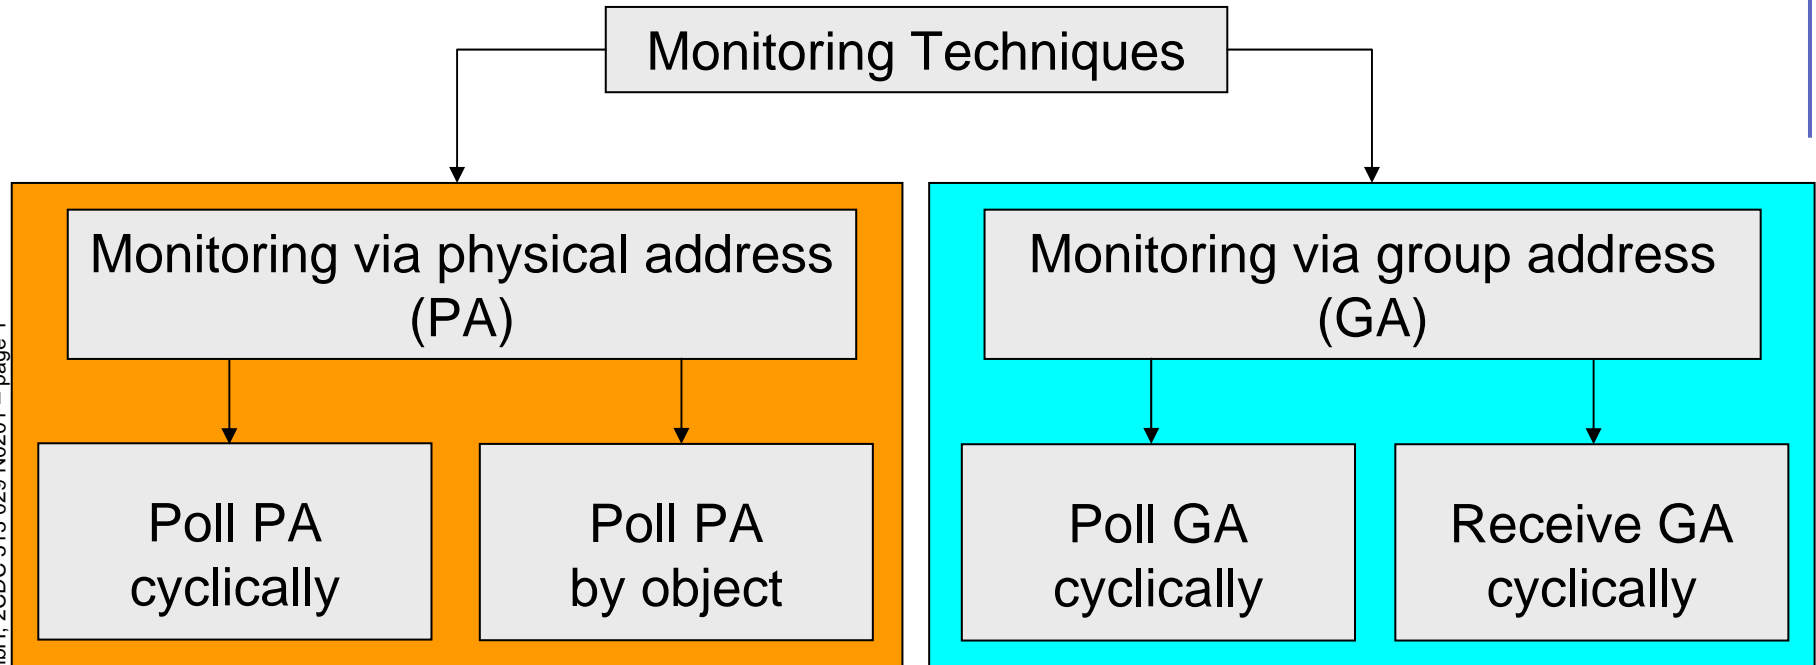 Monitoring Techniques
Monitoring via physical address
(PA)
Poll PA
cyclically
Poll PA
by object
Monitoring via group address
(GA)
Poll GA
cyclically
Receive GA
cyclically